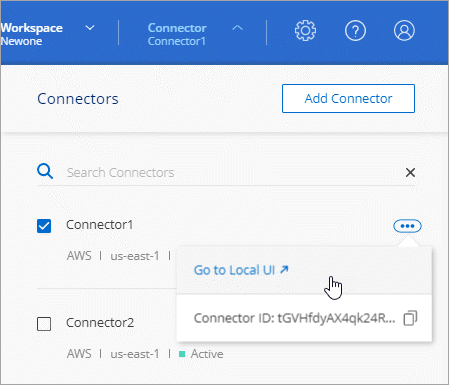 Workspace
Newone
Connector
Connector1
Connectors
Add Connector
Search Connectors
Connector1
AWS | us-east-1 |
Go to Local UI
Connector ID: tGVHfdyAX4qk24R...
Connector2
AWS | us-east-1 | Active